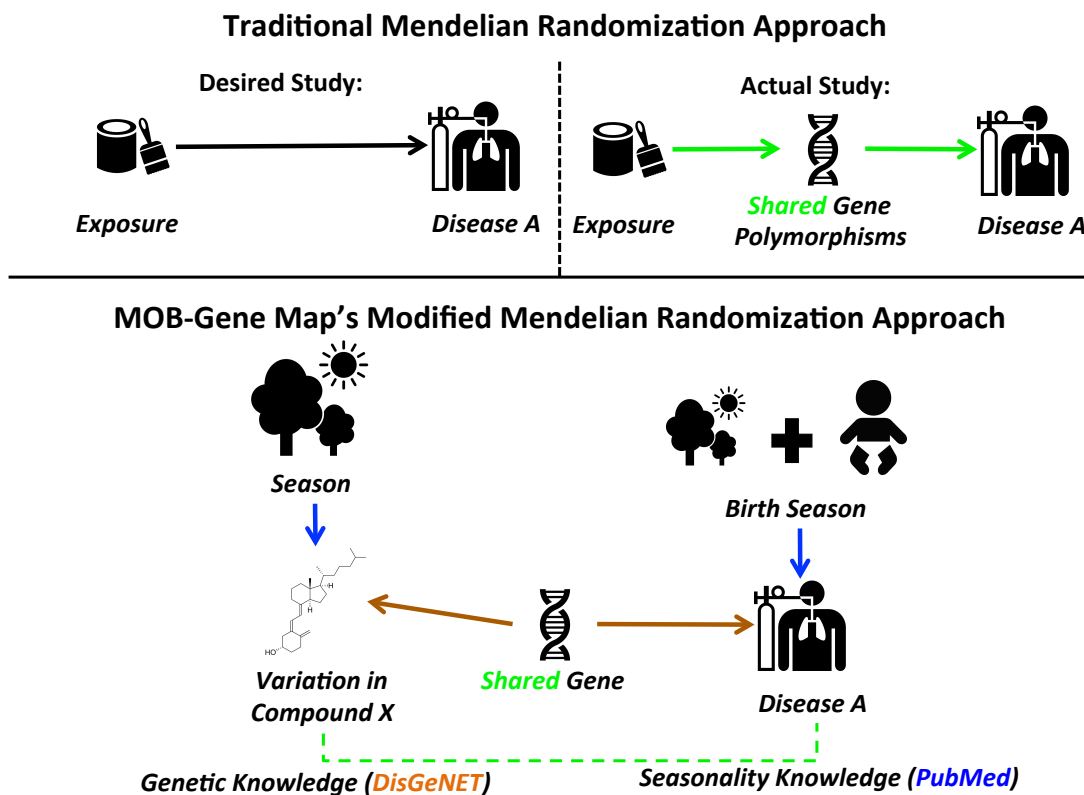 Traditional Mendelian Randomization Approach
Desired Study:
Exposure
Disease A
Actual Study:
Exposure
Shared Gene
Polymorphisms
Disease A
MOB-Gene Map's Modified Mendelian Randomization Approach
Season
Birth Season
H
H
HO
Variation in
Compound X
Shared Gene
Disease A
Genetic Knowledge (DisGeNET)
Seasonality Knowledge (PubMed)